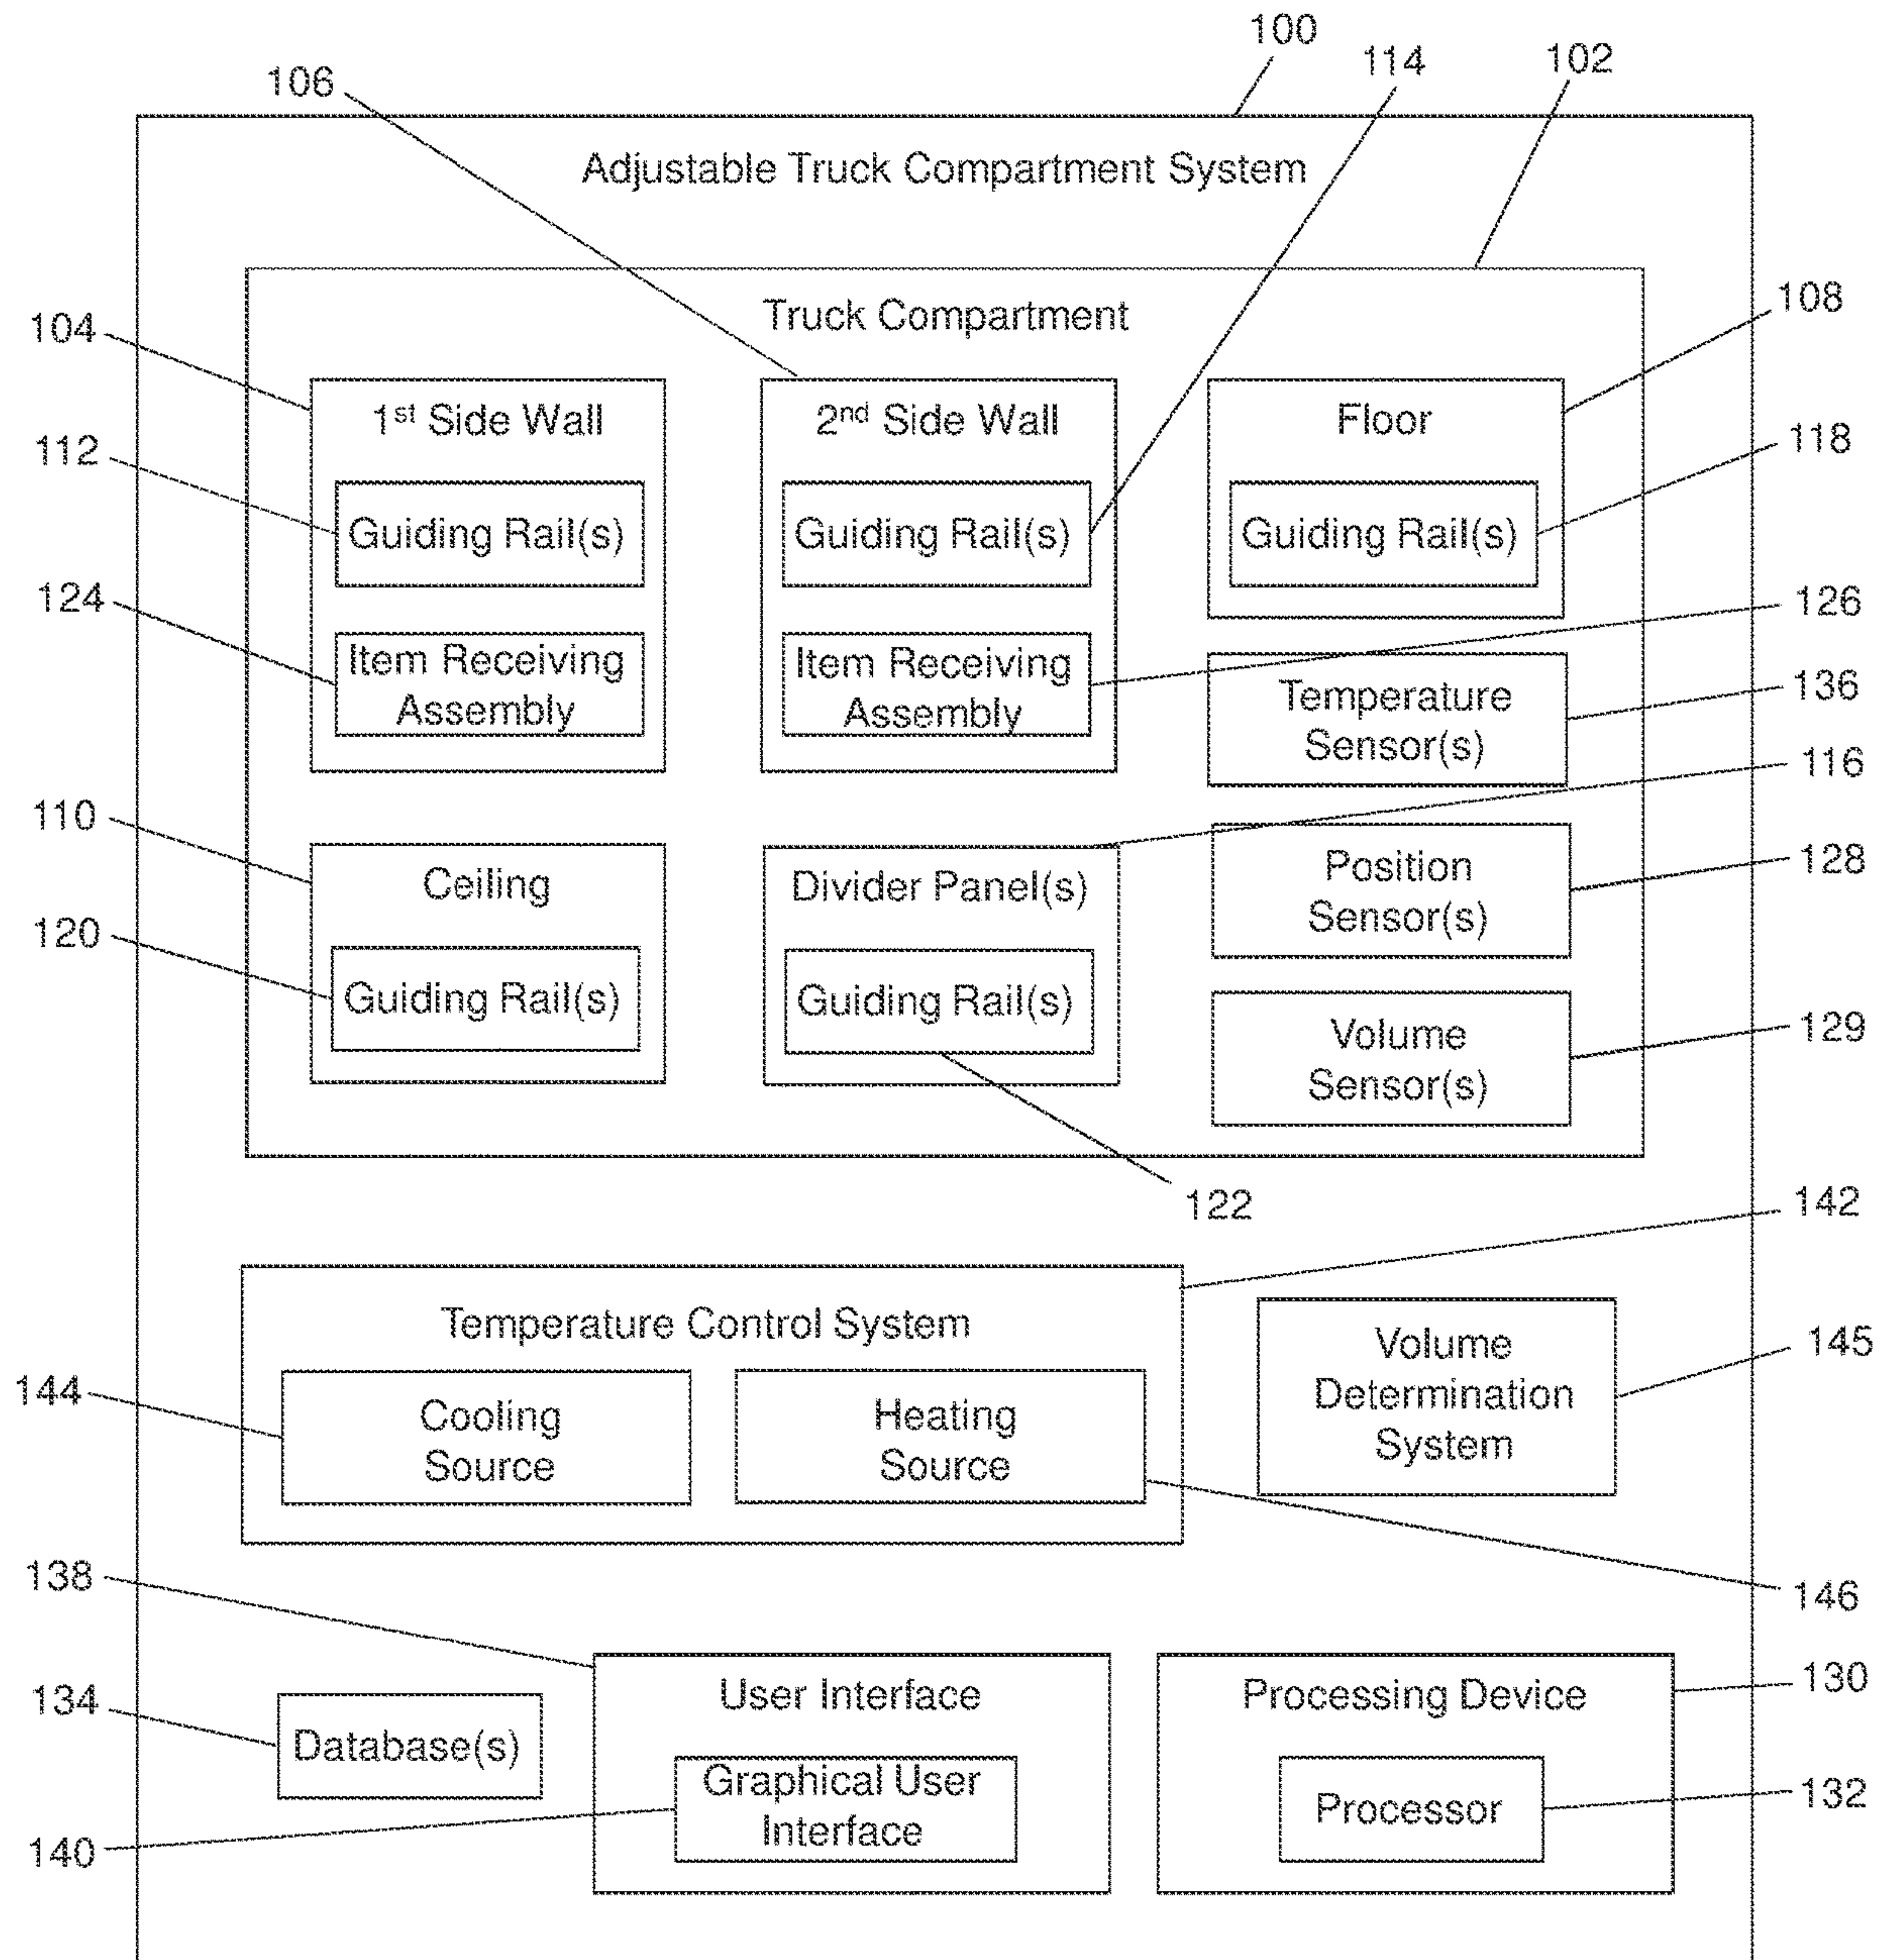 100
114
102
106
Adjustable Truck Compartment System
Truck Compartment
108
104
1st Side Wall
2nd Side Wall
Floor
112
118
Guiding Rail(s)
Guiding Rail(s)
Guiding Rail(s)
124
126
Item Receiving
Assembly
Item Receiving
Assembly
Temperature
Sensor(s)
136
116
110
Ceiling
Divider Panel(s)
Position
Sensor(s)
128
120
Guiding Rail(s)
Guiding Rail(s)
Volume
Sensor(s)
129
122
142
Temperature Control System
Volume
Determination
System
145
144
Cooling
Source
Heating
Source
138
146
134
Database(s)
User Interface
Processing Device
130
Graphical User
Interface
Processor
132
140